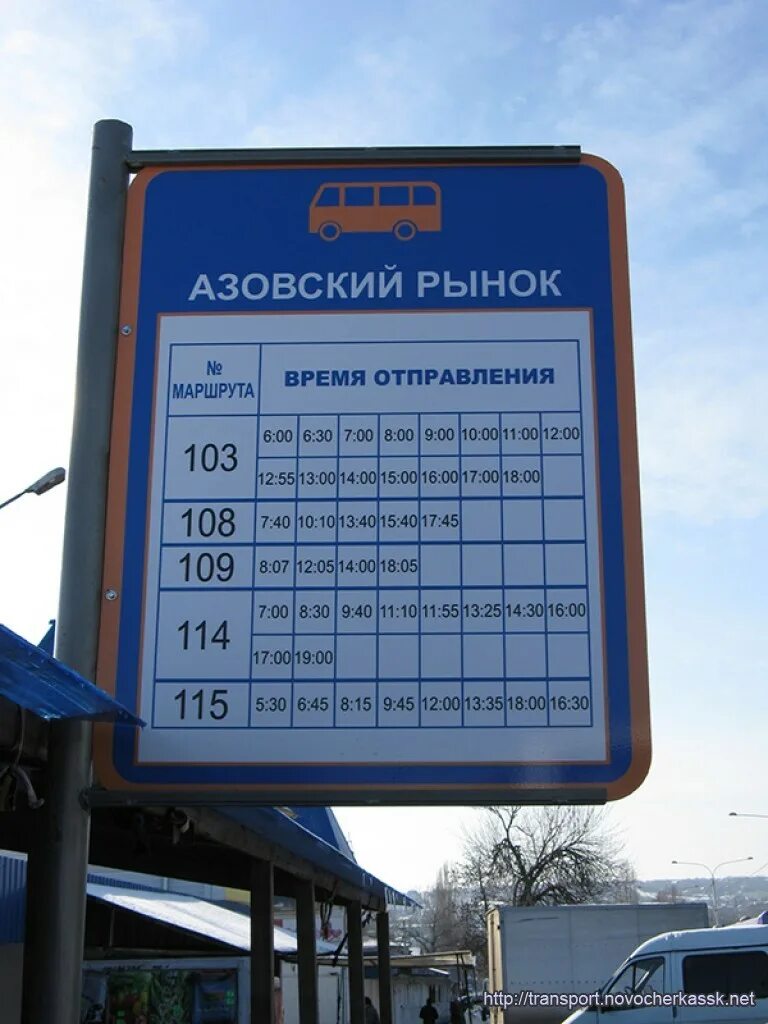 АЗОВСКИЙ РЫНОК
№ МАРШРУТА ВРЕМЯ ОТПРАВЛЕНИЯ
103 6:00 6:30 7:00 8:00 9:00 10:00 11:00 12:00
12:55 13:00 14:00 15:00 16:00 17:00 18:00
108 7:40 10:10 13:40 15:40 17:45
109 8:07 12:05 14:00 18:05
114 7:00 8:30 9:40 11:10 11:55 13:25 14:30 16:00
17:00 19:00
115 5:30 6:45 8:15 9:45 12:00 13:35 18:00 16:30
http://transport.novocherkassk.net